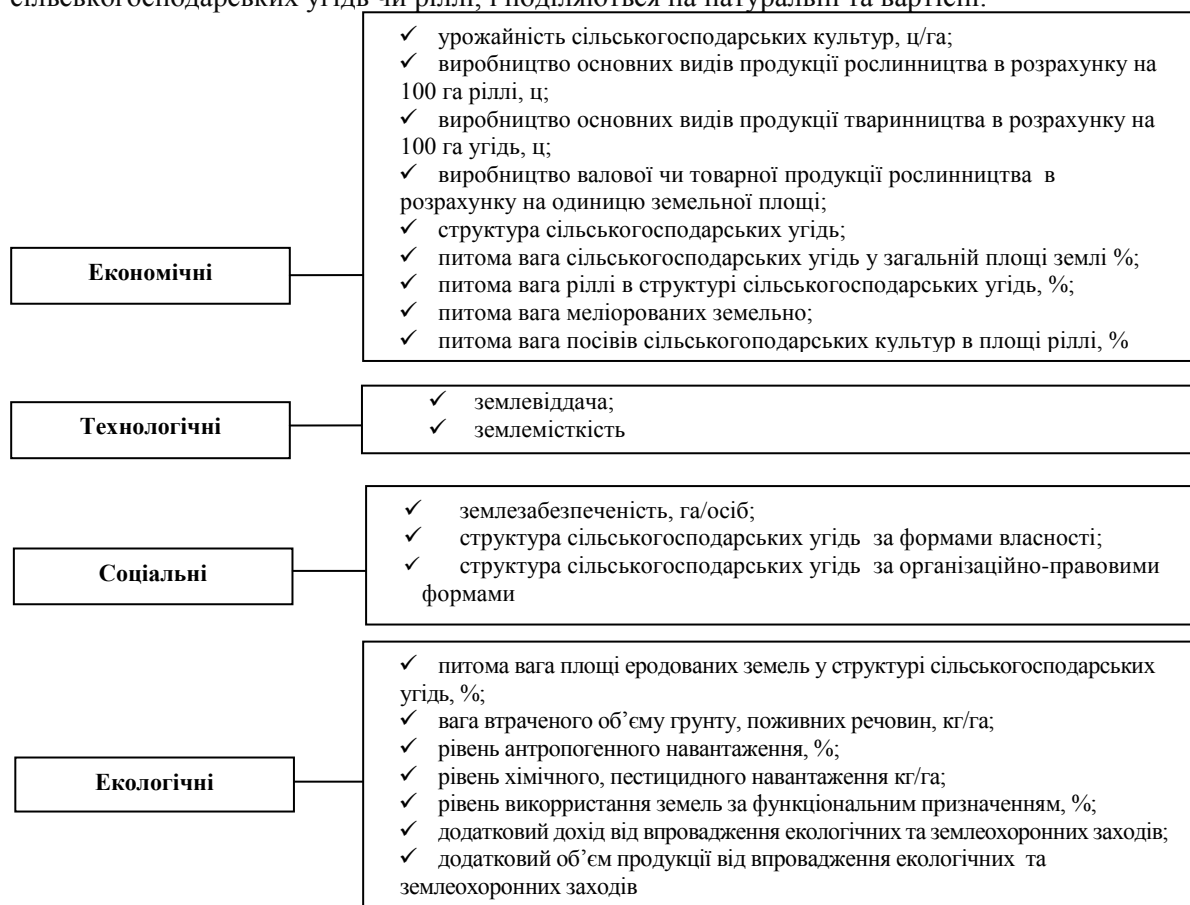 сільськогосподарських угідь чи ріллі, і поділяються на натуральні та вартісні.
✓ урожайність сільськогосподарських культур, ц/га;
✓ виробництво основних видів продукції рослинництва в розрахунку на
100 га ріллі, ц;
✓ виробництво основних видів продукції тваринництва в розрахунку на
100 га угідь, ц;
✓ виробництво валової чи товарної продукції рослинництва в
розрахунку на одиницю земельної площі;
✓ структура сільськогосподарських угідь;
✓ питома вага сільськогосподарських угідь у загальній площі землі %;
✓ питома вага ріллі в структурі сільськогосподарських угідь, %;
✓ питома вага меліорованих земельно;
✓ питома вага посівів сільськогоподарських культур в площі ріллі, %
Економічні
✓ землевіддача;
✓ землемісткість
Технологічні
✓ землезабезпеченість, га/осіб;
✓ структура сільськогосподарських угідь за формами власності;
✓ структура сільськогосподарських угідь за організаційно-правовими
формами
Соціальні
✓ питома вага площі еродованих земель у структурі сільськогосподарських
угідь, %;
✓ вага втраченого об’єму грунту, поживних речовин, кг/га;
✓ рівень антропогенного навантаження, %;
✓ рівень хімічного, пестицидного навантаження кг/га;
✓ рівень викорристання земель за функціональним призначенням, %;
✓ додатковий дохід від впровадження екологічних та землеохоронних заходів;
✓ додатковий об’єм продукції від впровадження екологічних та
землеохоронних заходів
Екологічні